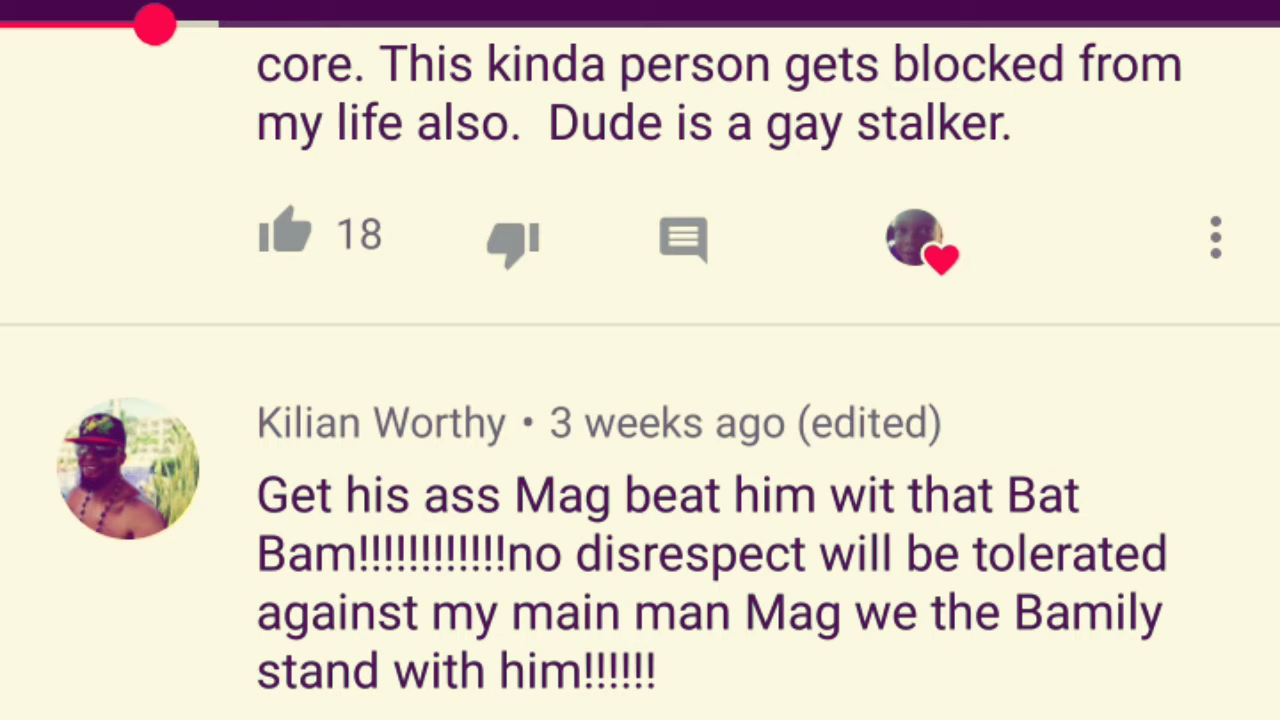 core. This kinda person gets blocked from
my life also.  Dude is a gay stalker.
18
Kilian Worthy • 3 weeks ago (edited)
Get his ass Mag beat him wit that Bat
Bam!!!!!!!!!!!!no disrespect will be tolerated
against my main man Mag we the Bamily
stand with him!!!!!!